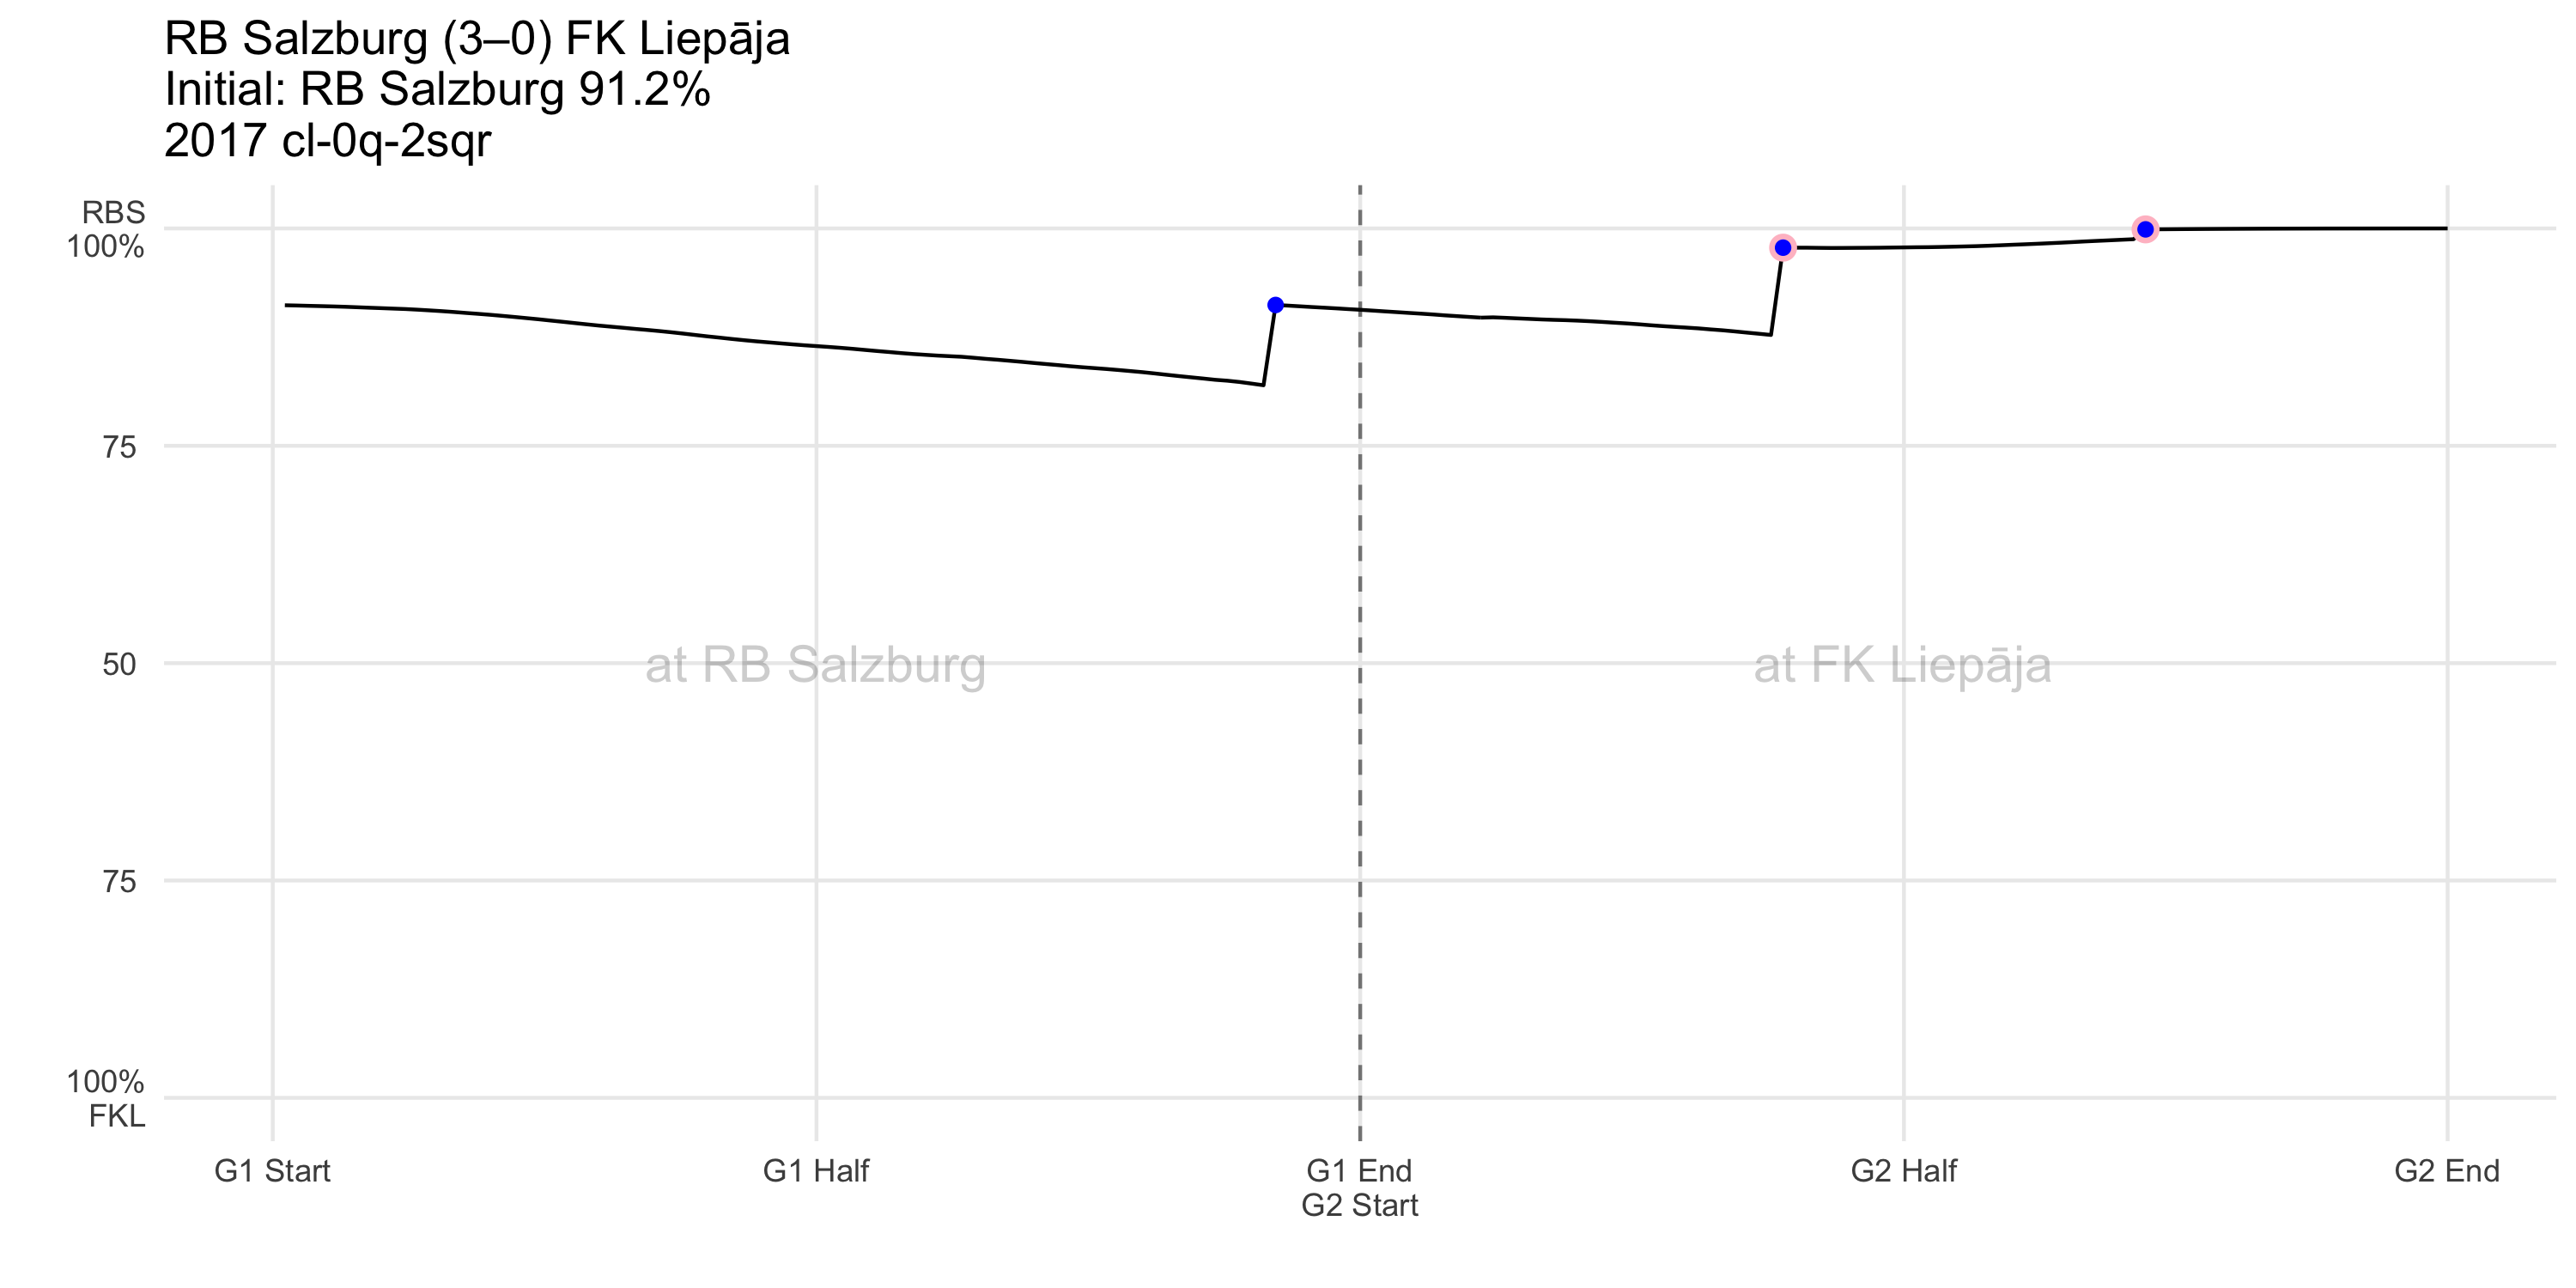 RB Salzburg (3–0) FK Liepāja
Initial: RB Salzburg 91.2%
2017 cl-0q-2sqr
RBS
100%
75
50
at RB Salzburg
at FK Liepāja
75
100%
FKL
G1 Start
G1 Half
G1 End
G2 Start
G2 Half
G2 End